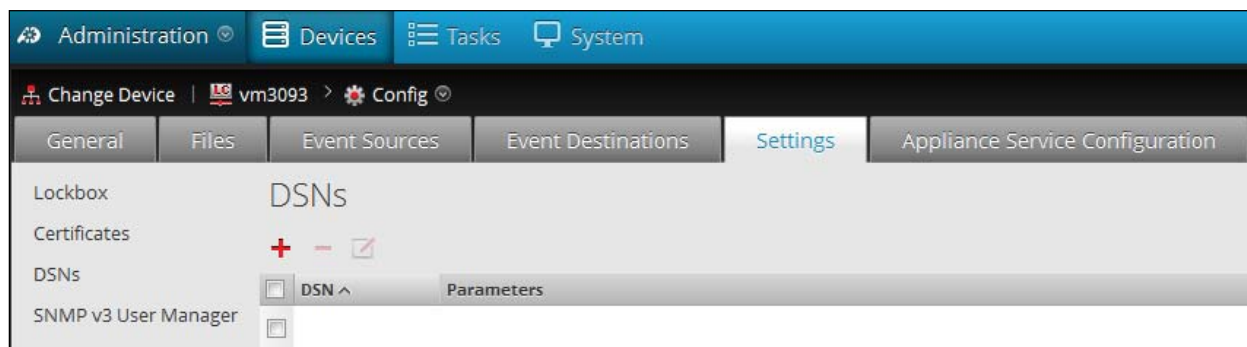 Administration Devices Tasks System
Change Device | LC vm3093 > Config
General Files Event Sources Event Destinations Settings Appliance Service Configuration
Lockbox
Certificates
DSNs
SNMP v3 User Manager
DSNs
DSN Parameters